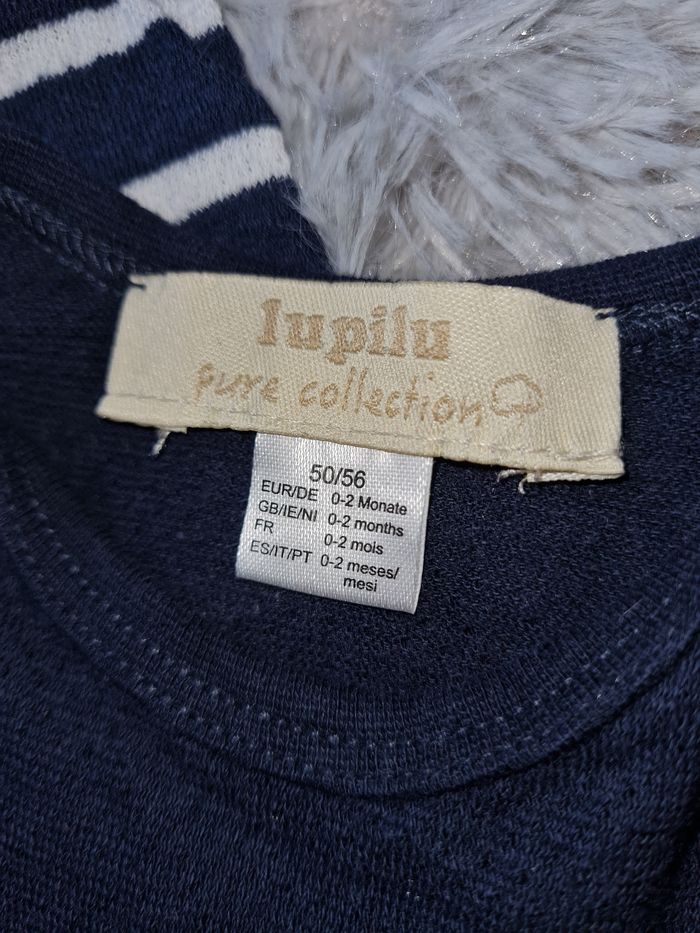 lupilu
pure collection
50/56
EUR/DE 0-2 Monate
GB/IE/NI 0-2 months
FR 0-2 mois
ES/IT/PT 0-2 meses/
mesi